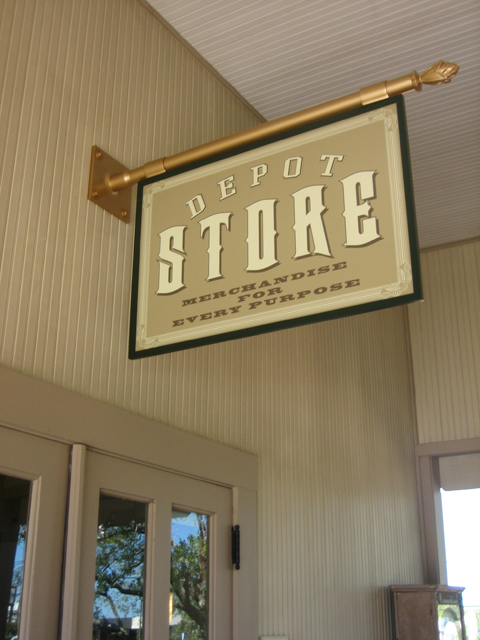 DEPOT
STORE
MERCHANDISE
FOR
EVERY PURPOSE